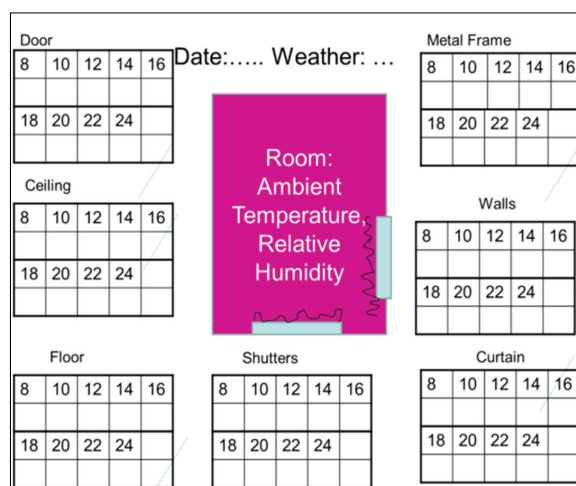 Door
8 10 12 14 16
18 20 22 24
Date:..... Weather: ...
Metal Frame
8 10 12 14 16
18 20 22 24
Room:
Ambient
Temperature,
Relative
Humidity
Ceiling
8 10 12 14 16
18 20 22 24
Walls
8 10 12 14 16
18 20 22 24
Floor
8 10 12 14 16
18 20 22 24
Shutters
8 10 12 14 16
18 20 22 24
Curtain
8 10 12 14 16
18 20 22 24